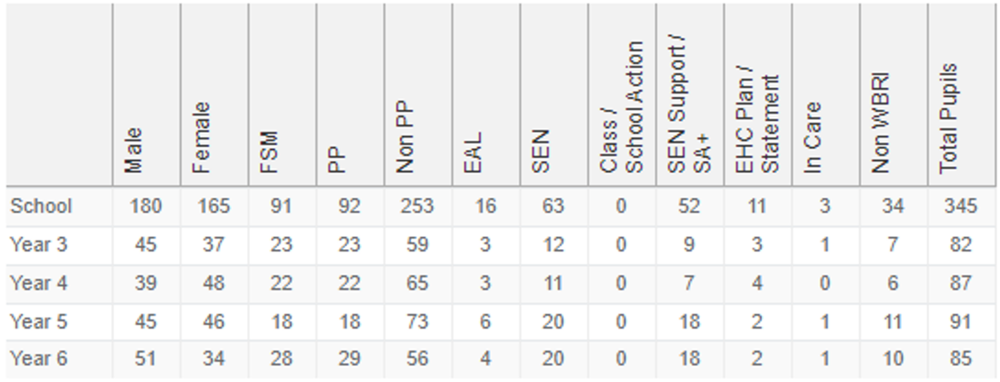 Male Female FSM PP Non PP EAL SEN Class / School Action SEN Support / SA+ EHC Plan / Statement In Care Non WBRI Total Pupils
School 180 165 91 92 253 16 63 0 52 11 3 34 345
Year 3 45 37 23 23 59 3 12 0 9 3 1 7 82
Year 4 39 48 22 22 65 3 11 0 7 4 0 6 87
Year 5 45 46 18 18 73 6 20 0 18 2 1 11 91
Year 6 51 34 28 29 56 4 20 0 18 2 1 10 85